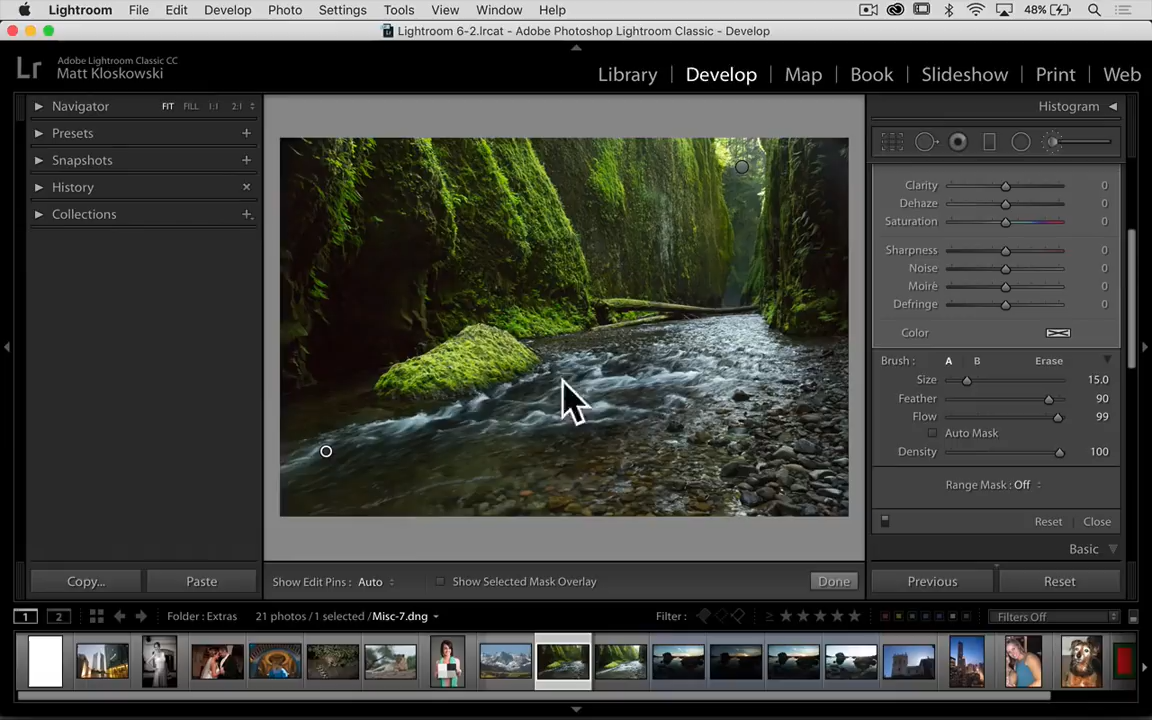 Lightroom File Edit Develop Photo Settings Tools View Window Help 48%
Lightroom 6-2.lrcat - Adobe Photoshop Lightroom Classic - Develop
Lr Adobe Lightroom Classic CC
Matt Kloskowski
Library Develop Map Book Slideshow Print Web
Navigator FIT FILL 1:1 2:1
Presets
Snapshots
History
Collections
Histogram
Clarity 0
Dehaze 0
Saturation 0
Sharpness 0
Noise 0
Moiré 0
Defringe 0
Color
Brush : A B Erase
Size 15.0
Feather 90
Flow 99
Auto Mask
Density 100
Range Mask : Off
Reset Close
Basic
Copy... Paste Show Edit Pins : Auto Show Selected Mask Overlay Done Previous Reset
1 2 Folder : Extras 21 photos /1 selected /Misc-7.dng Filter : Filters Off